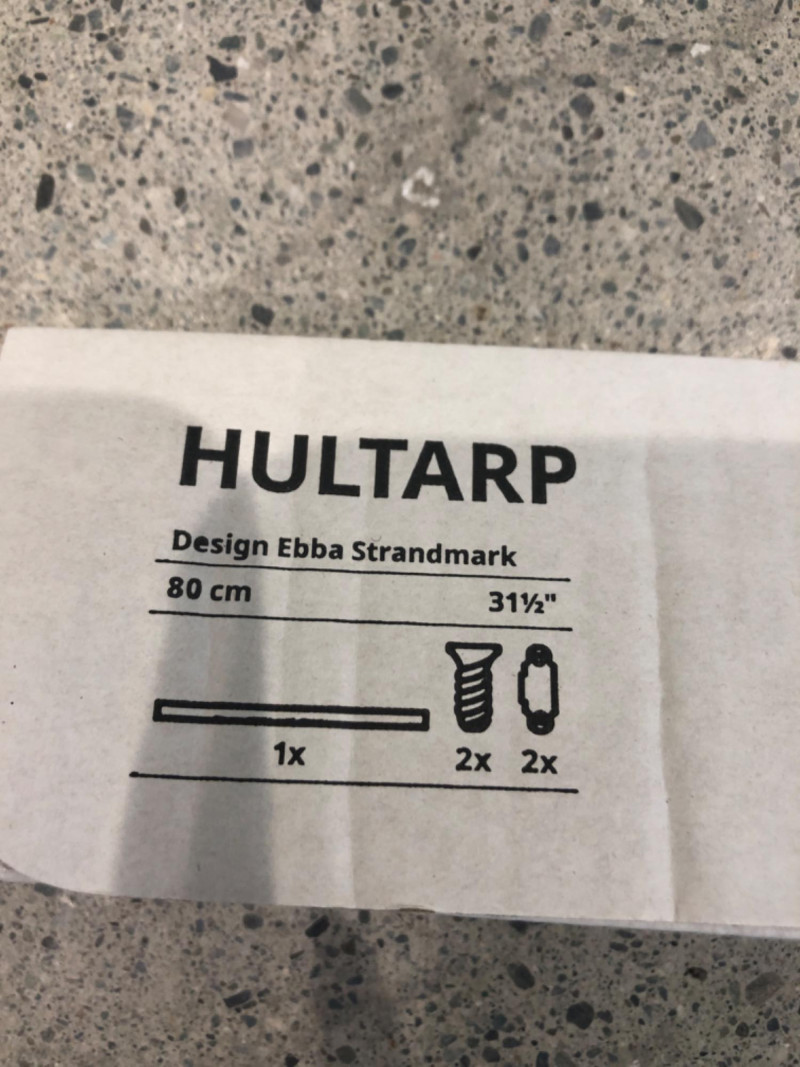 HULTARP
Design Ebba Strandmark
80 cm 31½"
1x 2x 2x